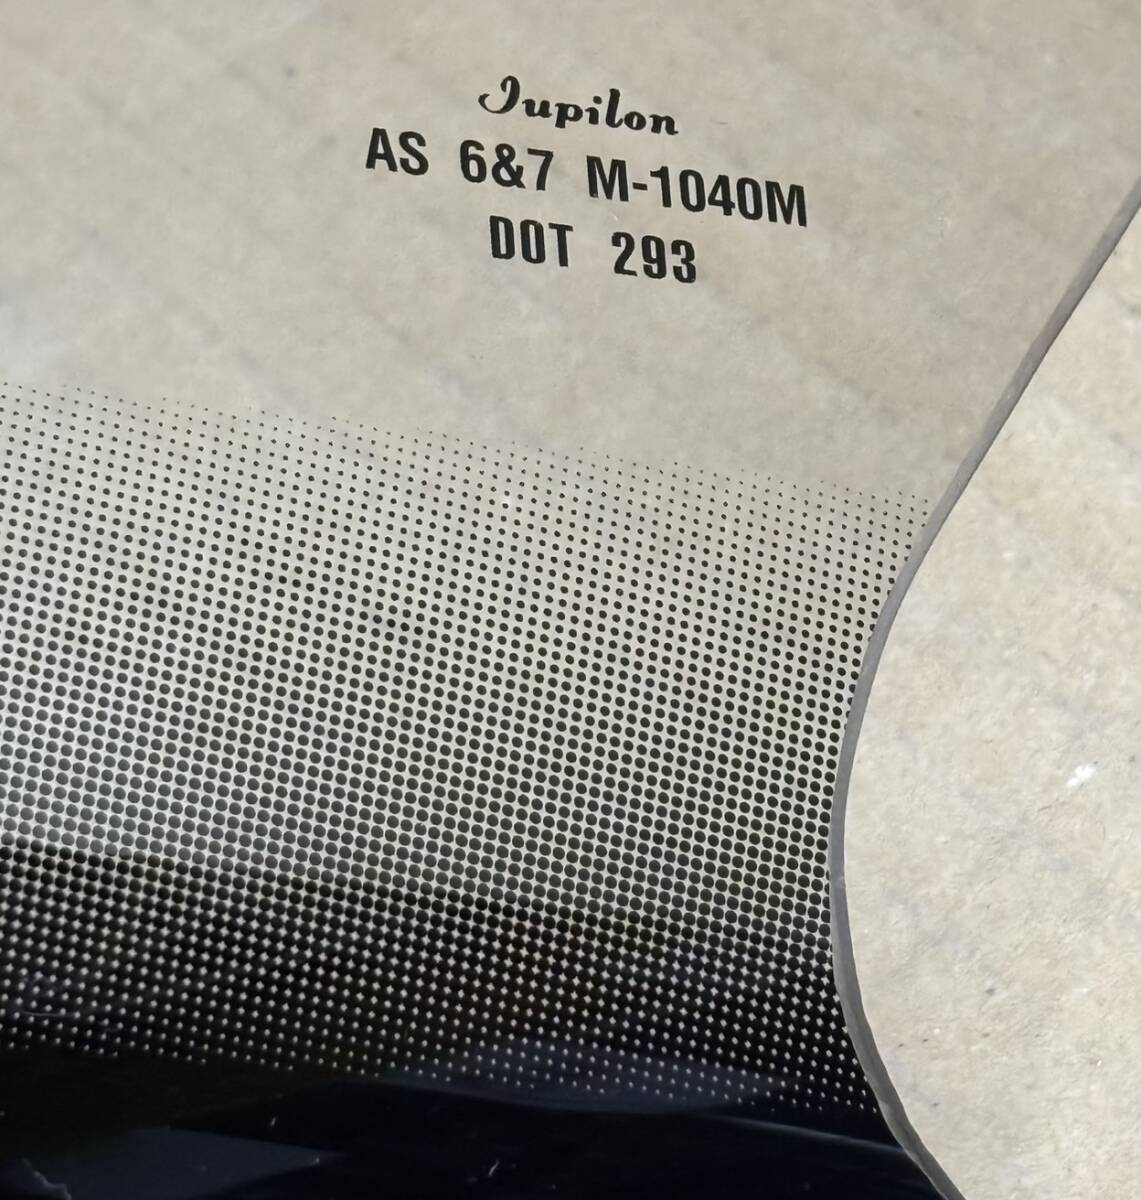 Iupilon
AS 6&7 M-1040M
DOT 293